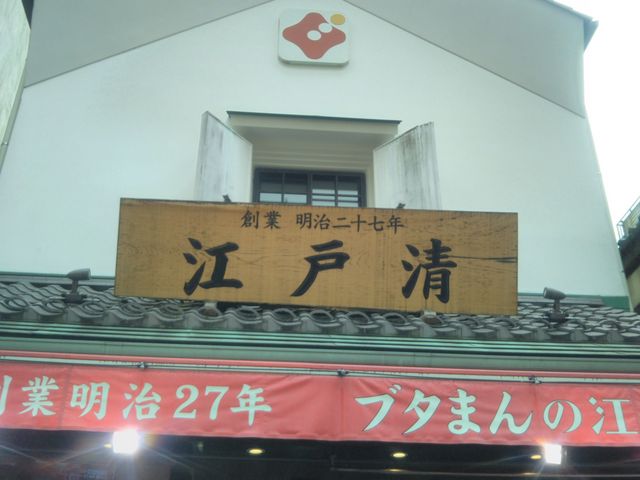 創業 明治二十七年
江戸清
創業明治27年 ブタまんの江